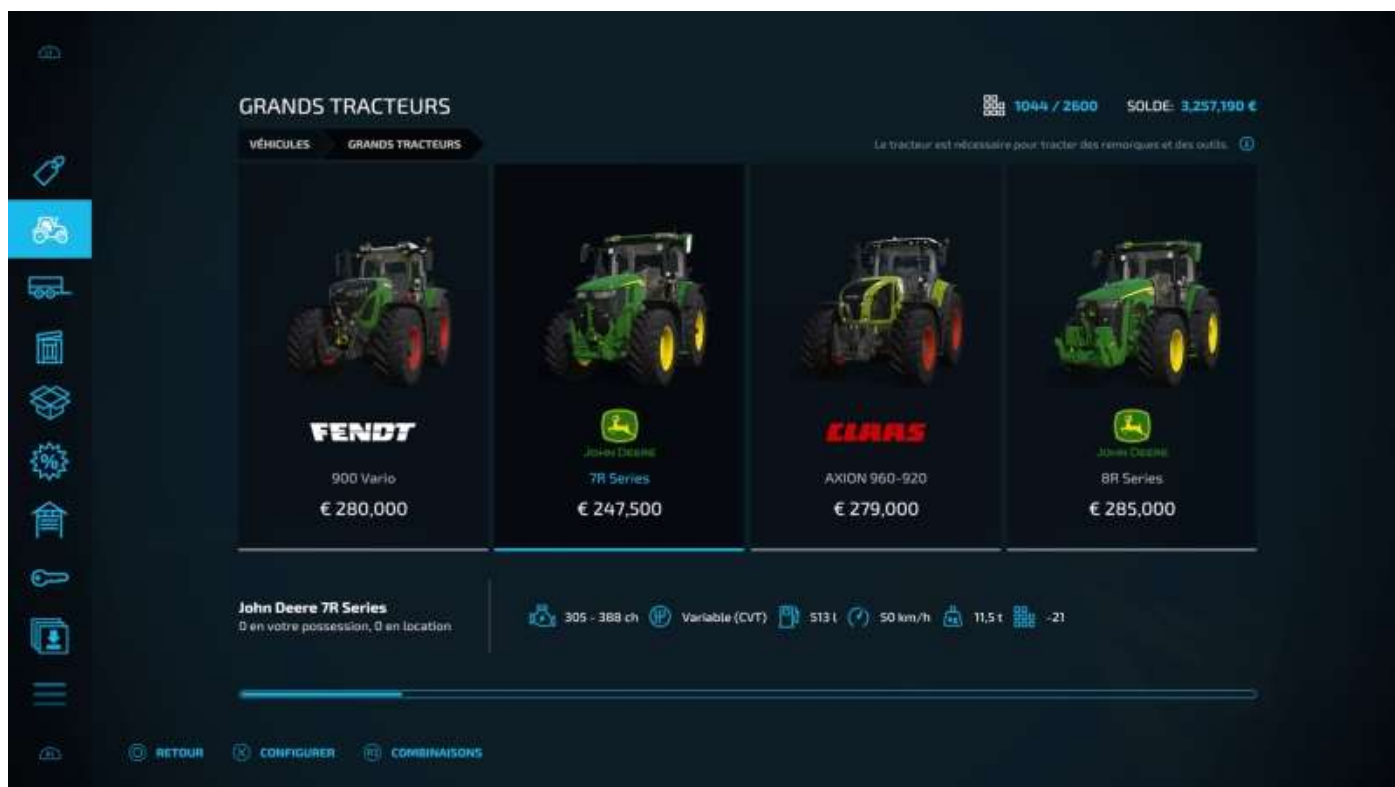 GRANDS TRACTEURS
1044 / 2600 SOLDE: 3,257,190 €
VÉHICULES GRANDS TRACTEURS
Le tracteur est nécessaire pour tracter des remorques et des outils.
FENDT
900 Vario
€ 280,000
JOHN DEERE
7R Series
€ 247,500
CLAAS
AXION 960-920
€ 279,000
JOHN DEERE
8R Series
€ 285,000
John Deere 7R Series
0 en votre possession, 0 en location
305 - 388 ch Variable (CVT) 513 l 50 km/h 11,5 t -21
RETOUR CONFIGURER COMBINAISONS